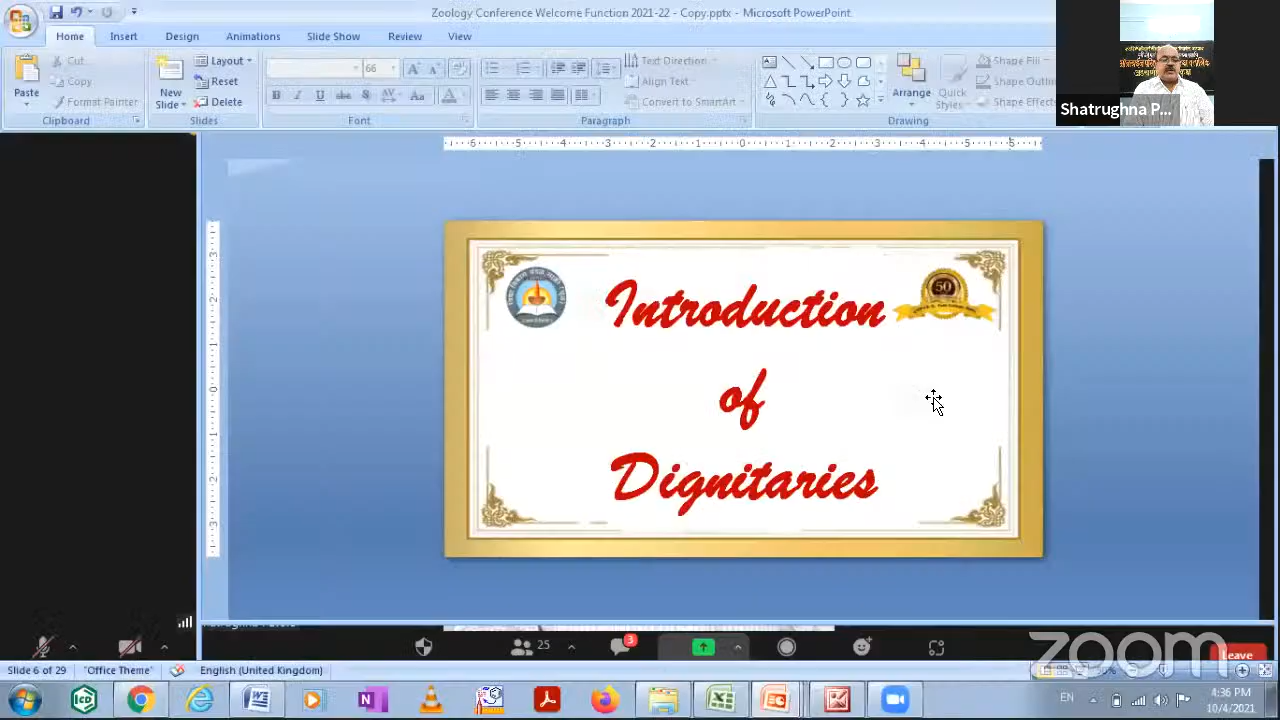 Zoology Conference Welcome Function 2021-22 - Copy.pptx - Microsoft PowerPoint
Home Insert Design Animations Slide Show Review View
Paste
Cut
Copy
Format Painter
Clipboard
New Slide
Layout
Reset
Delete
Slides
66
Font
Text Direction
Align Text
Convert to SmartArt
Paragraph
Arrange
Quick Styles
Shape Fill
Shape Outlin
Shape Effects
Drawing
Shatrughna P...
50
Introduction
of
Dignitaries
25
3
Leave
zoom
Slide 6 of 29 "Office Theme" English (United Kingdom)
EN
4:36 PM
10/4/2021